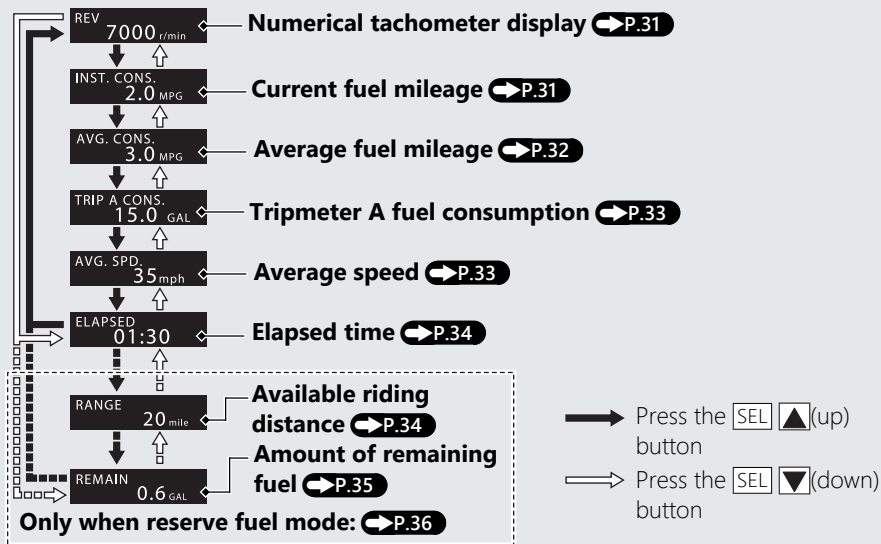 REV
7000 r/min
Numerical tachometer display P.31
INST. CONS.
2.0 MPG
Current fuel mileage P.31
AVG. CONS.
3.0 MPG
Average fuel mileage P.32
TRIP A CONS.
15.0 GAL
Tripmeter A fuel consumption P.33
AVG. SPD.
35 mph
Average speed P.33
ELAPSED
01:30
Elapsed time P.34
RANGE
20 mile
Available riding
distance P.34
REMAIN
0.6 GAL
Amount of remaining
fuel P.35
Only when reserve fuel mode: P.36
Press the SEL ▲(up)
button
Press the SEL ▼(down)
button